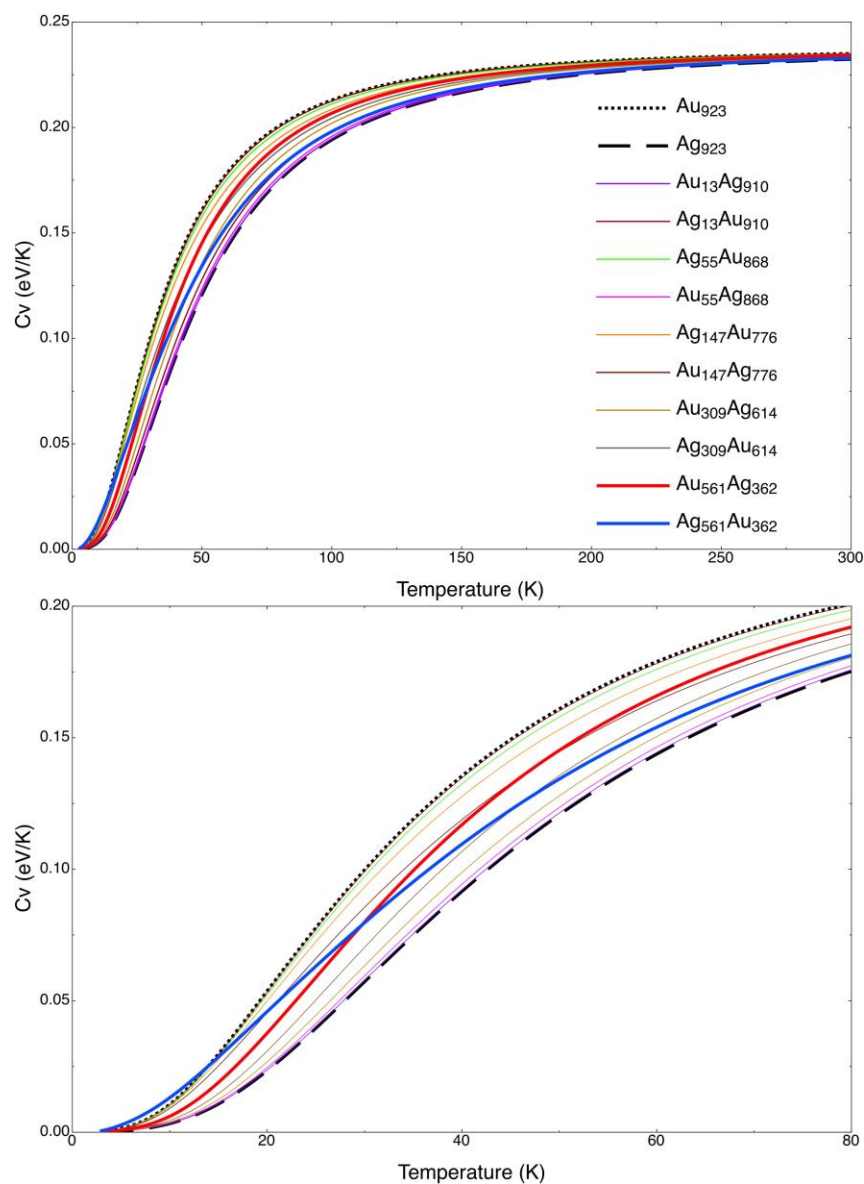 0.25
0.20
0.15
0.10
0.05
0.00
Cv (eV/K)
Au₉₂₃
Ag₉₂₃
Au₁₃Ag₉₁₀
Ag₁₃Au₉₁₀
Ag₅₅Au₈₆₈
Au₅₅Ag₈₆₈
Ag₁₄₇Au₇₇₆
Au₁₄₇Ag₇₇₆
Au₃₀₉Ag₆₁₄
Ag₃₀₉Au₆₁₄
Au₅₆₁Ag₃₆₂
Ag₅₆₁Au₃₆₂
0 50 100 150 200 250 300
Temperature (K)
0.20
0.15
0.10
0.05
0.00
Cv (eV/K)
0 20 40 60 80
Temperature (K)